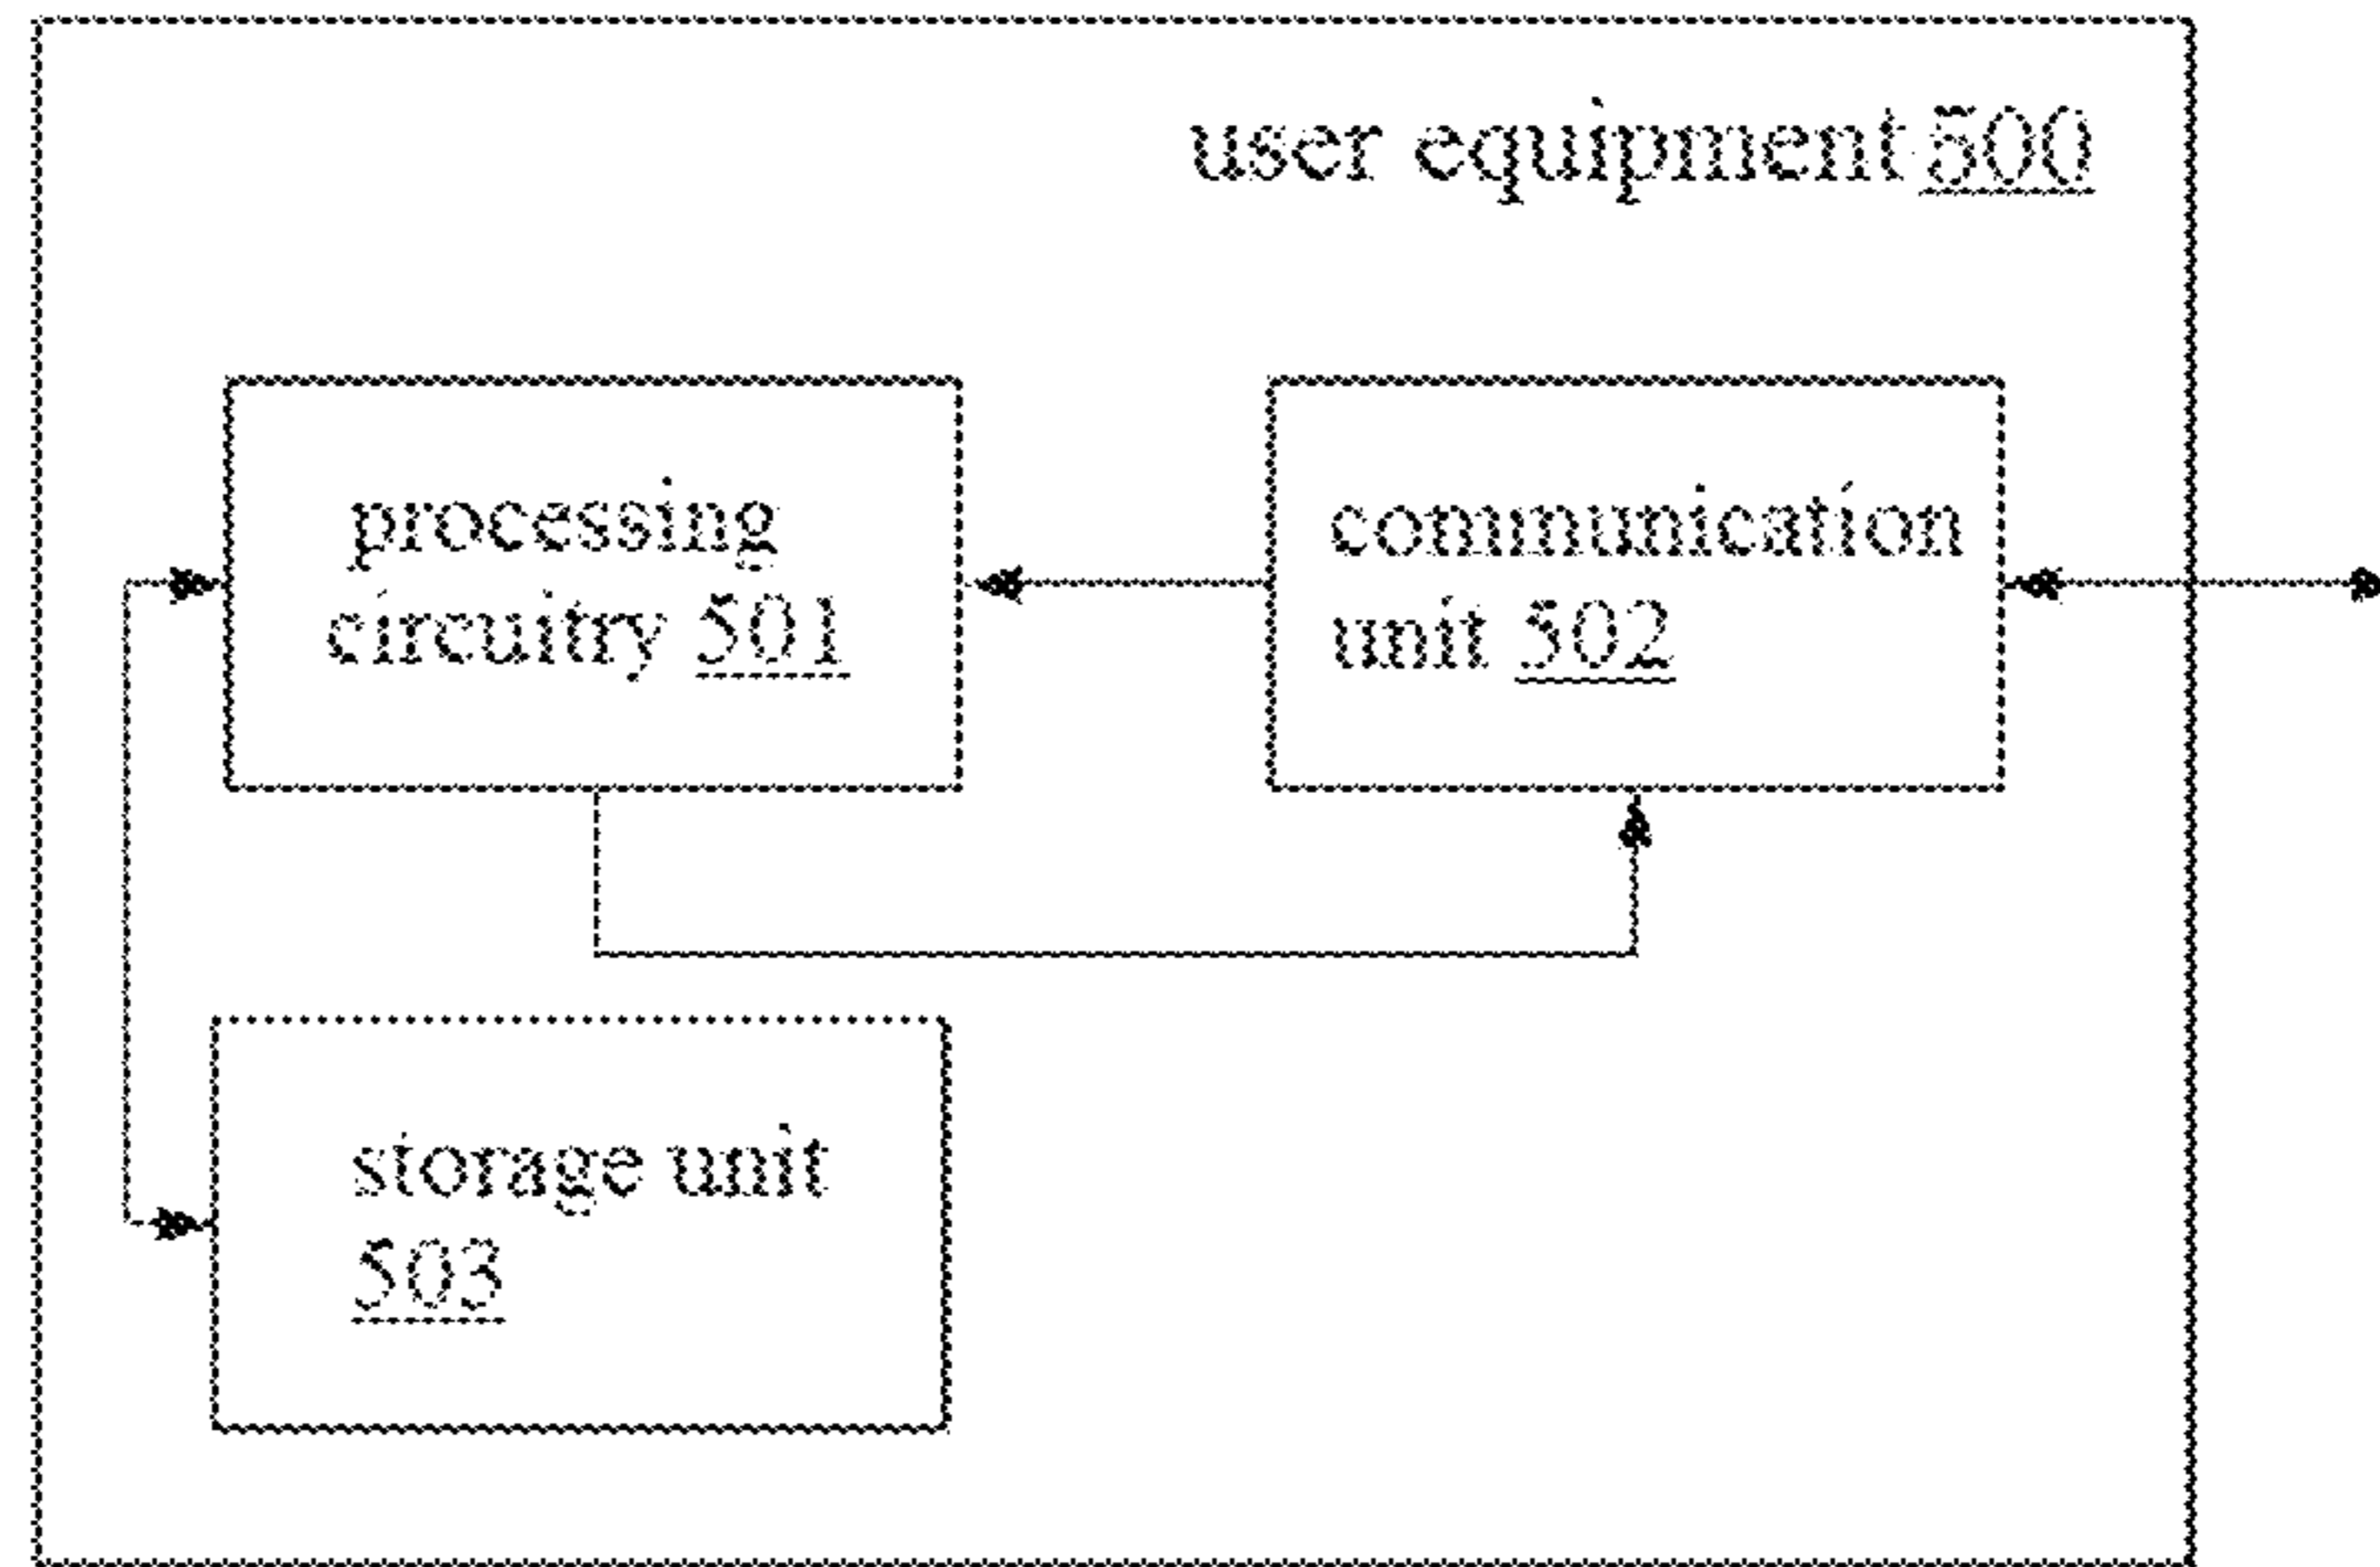 user equipment 500
processing
circuitry 501
communication
unit 502
storage unit
503